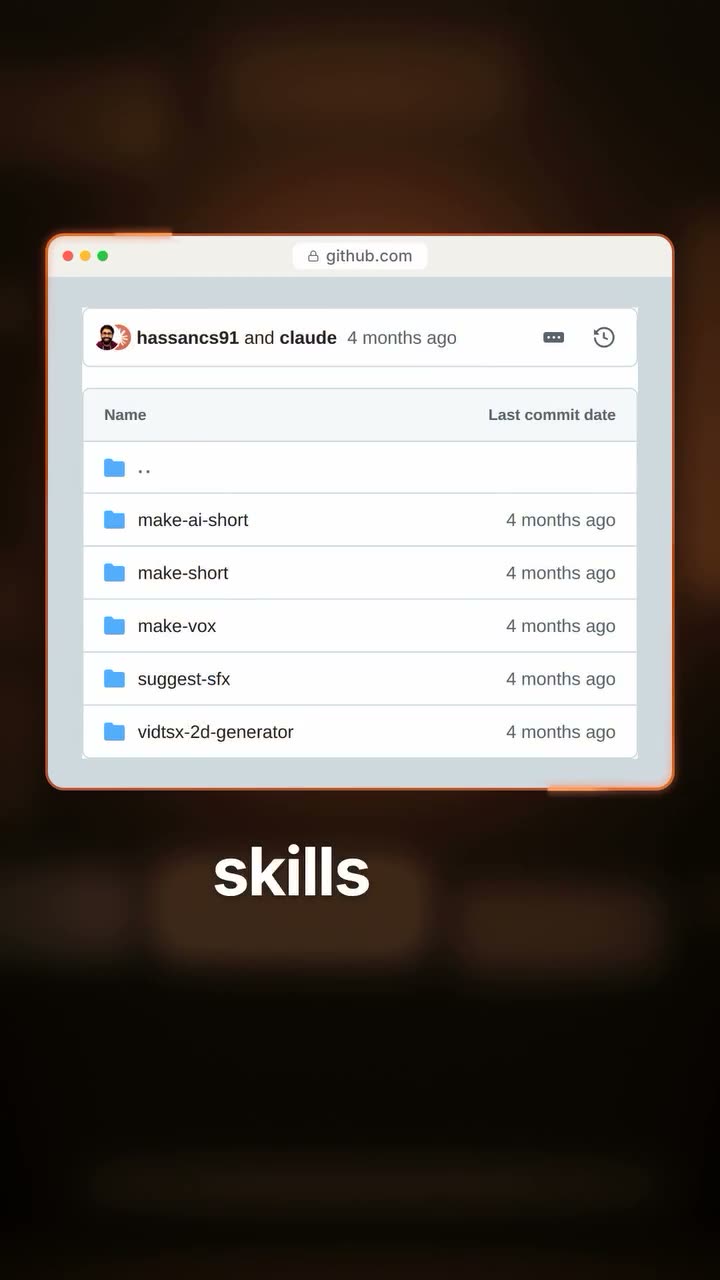 github.com
hassancs91 and claude 4 months ago
Name Last commit date
..
make-ai-short 4 months ago
make-short 4 months ago
make-vox 4 months ago
suggest-sfx 4 months ago
vidtsx-2d-generator 4 months ago
skills